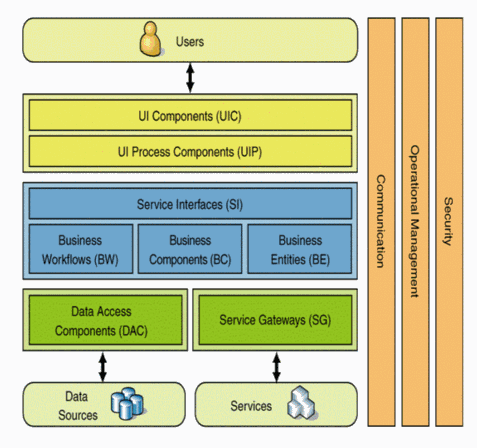 Users
UI Components (UIC)
UI Process Components (UIP)
Service Interfaces (SI)
Business
Workflows (BW)
Business
Components (BC)
Business
Entities (BE)
Data Access
Components (DAC)
Service Gateways (SG)
Data
Sources
Services
Communication
Operational Management
Security